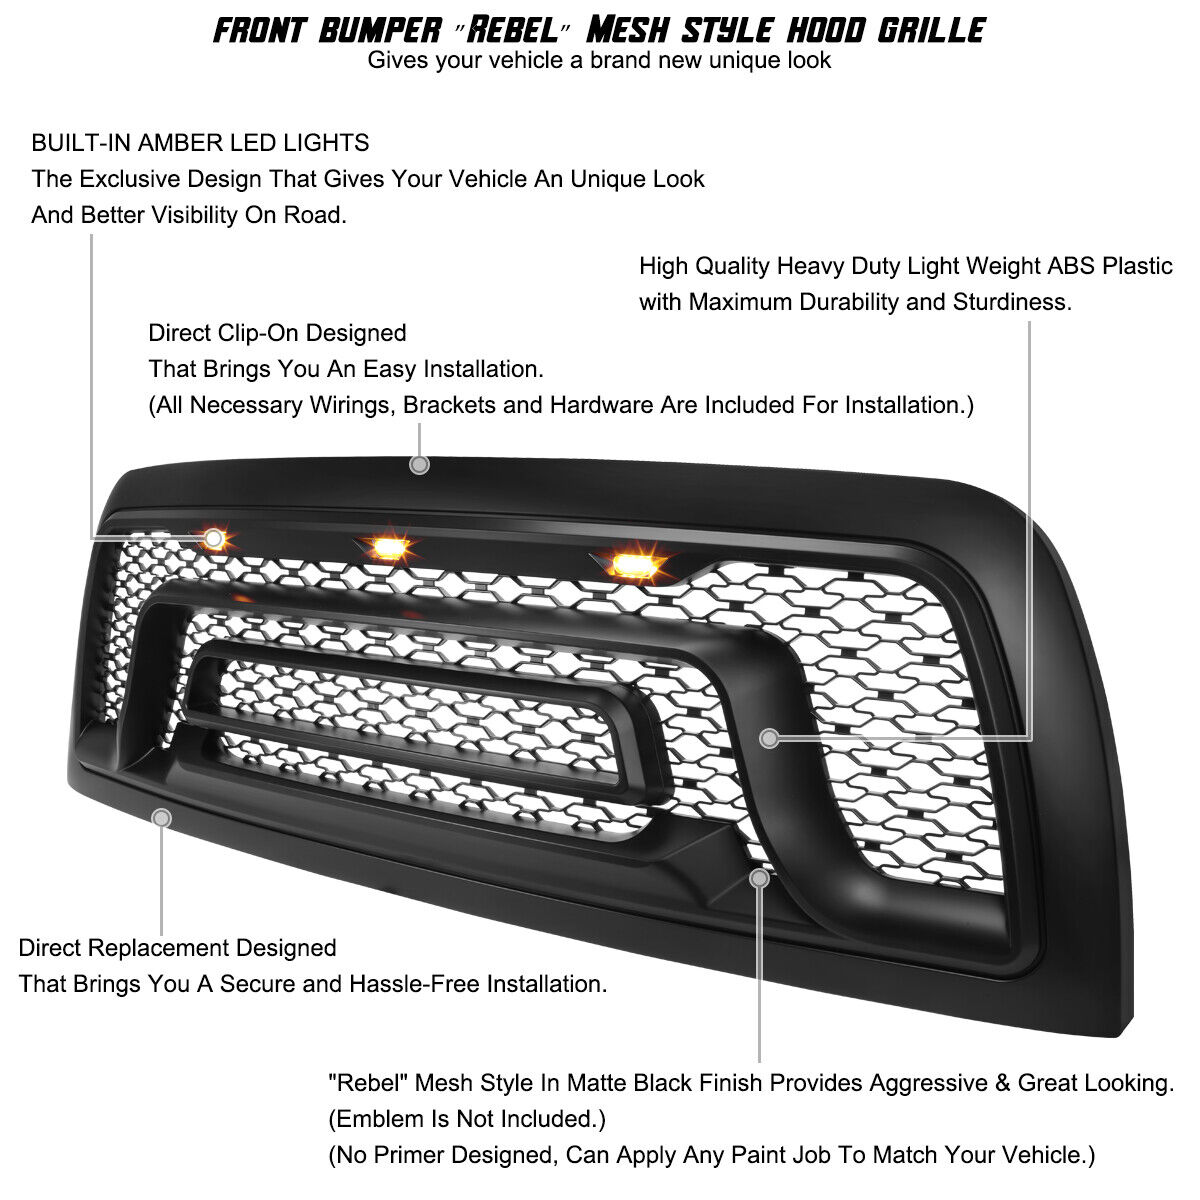 FRONT BUMPER "REBEL" MESH STYLE HOOD GRILLE
Gives your vehicle a brand new unique look
BUILT-IN AMBER LED LIGHTS
The Exclusive Design That Gives Your Vehicle An Unique Look
And Better Visibility On Road.
High Quality Heavy Duty Light Weight ABS Plastic
with Maximum Durability and Sturdiness.
Direct Clip-On Designed
That Brings You An Easy Installation.
(All Necessary Wirings, Brackets and Hardware Are Included For Installation.)
Direct Replacement Designed
That Brings You A Secure and Hassle-Free Installation.
"Rebel" Mesh Style In Matte Black Finish Provides Aggressive & Great Looking.
(Emblem Is Not Included.)
(No Primer Designed, Can Apply Any Paint Job To Match Your Vehicle.)